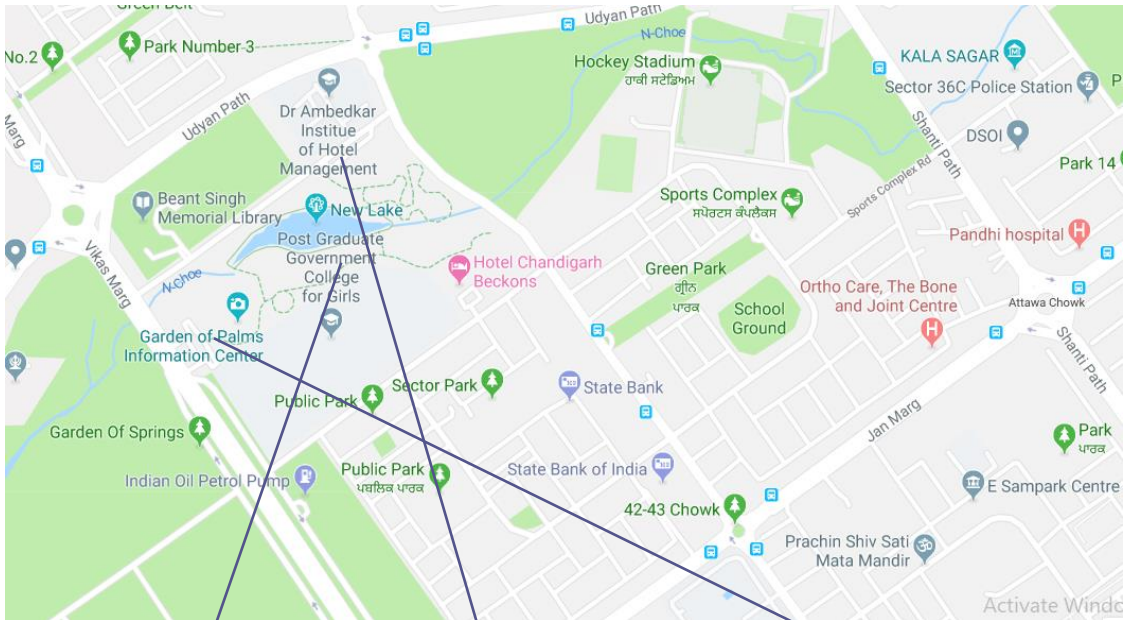 Green Belt
Udyan Path
No.2
Park Number 3
N-Choe
Hockey Stadium
ਹਾਕੀ ਸਟੇਡਿਅਮ
KALA SAGAR
Sector 36C Police Station
Marg
Udyan Path
Dr Ambedkar
Institue
of Hotel
Management
Shanti Path
DSOI
P
Park 14
Beant Singh
Memorial Library
New Lake
Sports Complex
ਸਪੋਰਟਸ ਕੰਪਲੈਕਸ
Sports Complex Rd
Post Graduate
Government
College
for Girls
Pandhi hospital
Vikas Marg
N-Choe
Hotel Chandigarh
Beckons
Green Park
ਗ੍ਰੀਨ
ਪਾਰਕ
School
Ground
Ortho Care, The Bone
and Joint Centre
Attawa Chowk
Garden of Palms
Information Center
Shanti Path
Sector Park
State Bank
Public Park
Jan Marg
Garden Of Springs
Park
ਪਾਰਕ
Indian Oil Petrol Pump
Public Park
ਪਬਲਿਕ ਪਾਰਕ
State Bank of India
E Sampark Centre
42-43 Chowk
Prachin Shiv Sati
Mata Mandir
Activate Windo